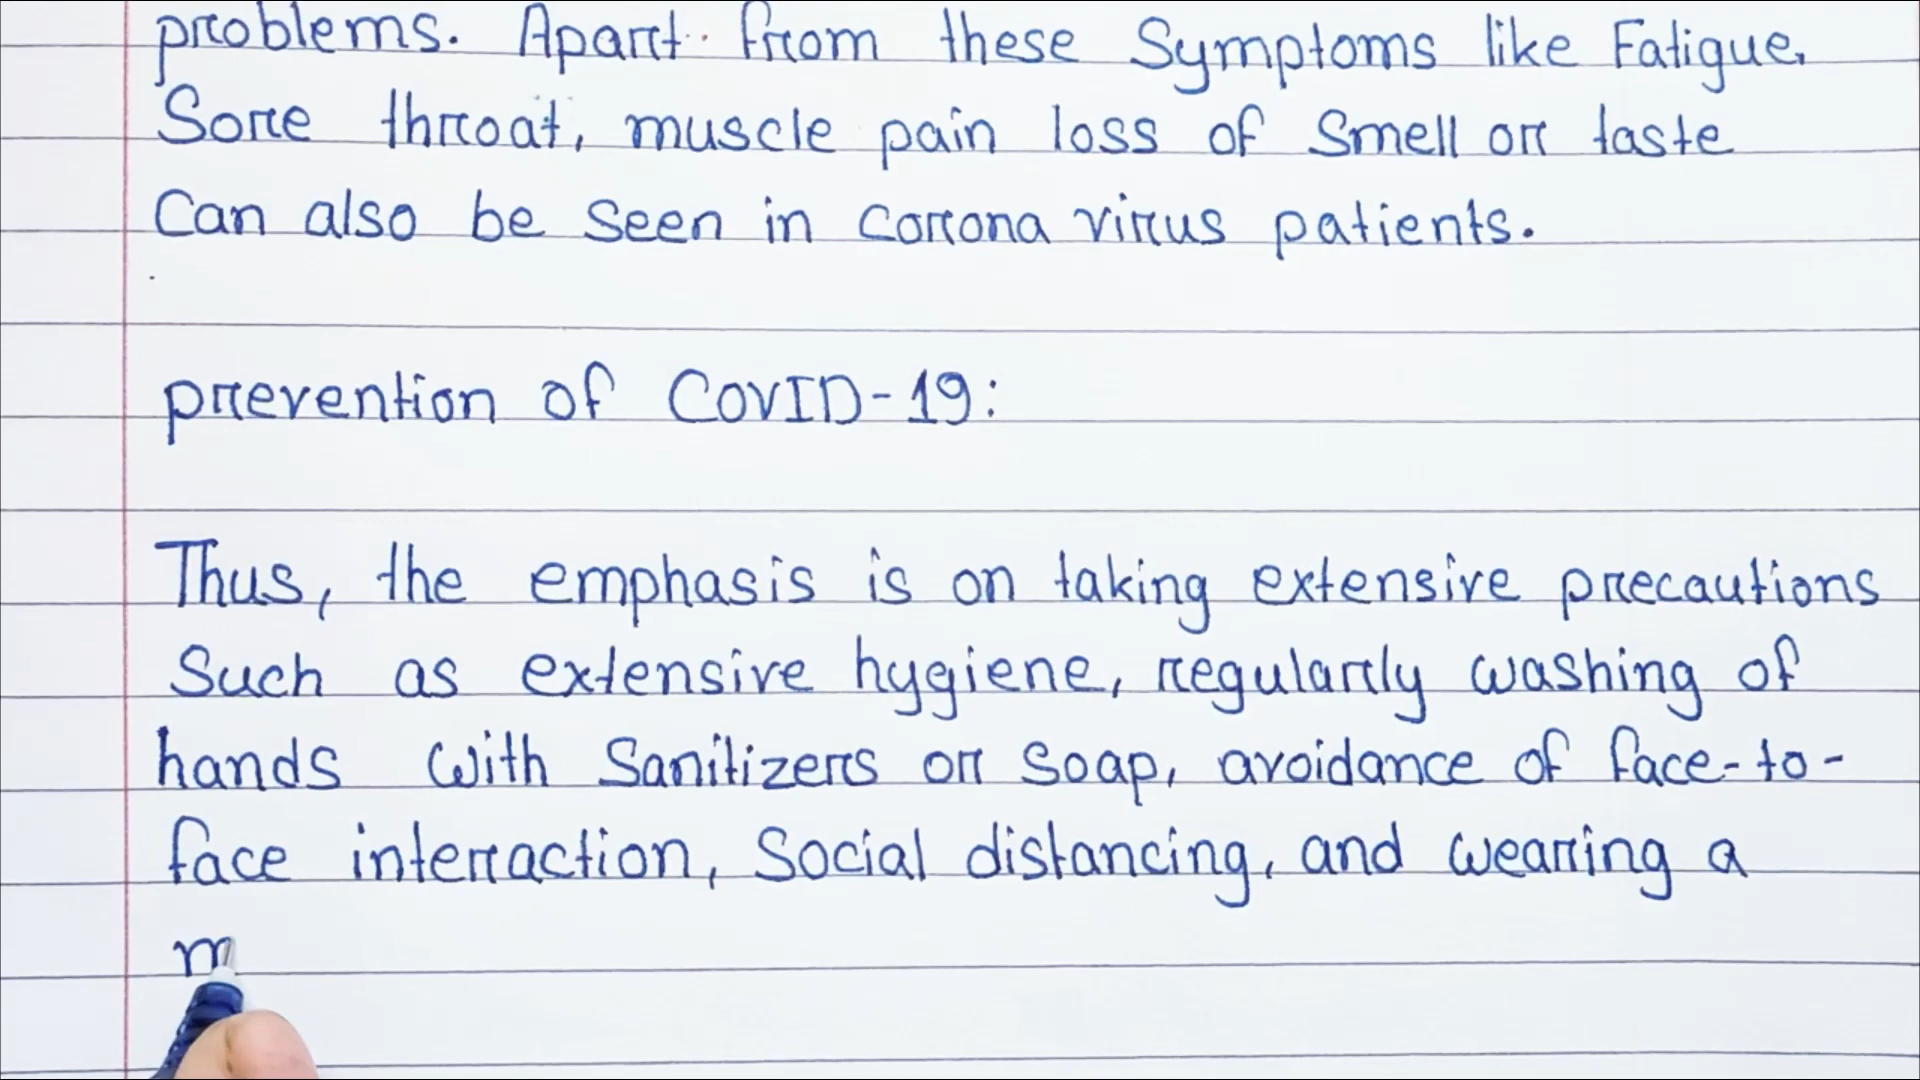 problems. Apart from these Symptoms like Fatigue,
Sore throat, muscle pain loss of Smell or taste
Can also be Seen in corona virus patients.
prevention of COVID-19:
Thus, the emphasis is on taking extensive precautions
Such as extensive hygiene, regularly washing of
hands with Sanitizers or soap, avoidance of face-to-
face interraction, Social distancing, and wearing a
m